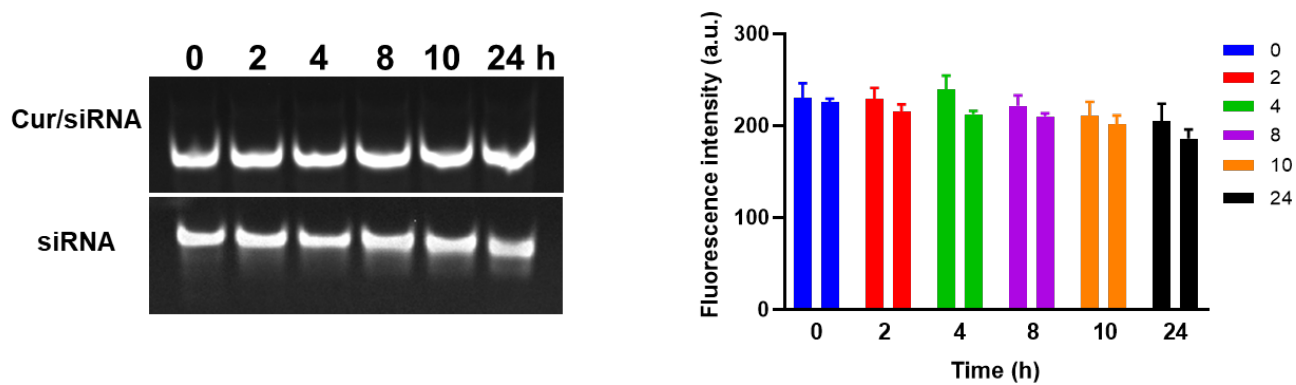 0 2 4 8 10 24 h
Cur/siRNA
siRNA
Fluorescence intensity (a.u.)
300
200
100
0
0 2 4 8 10 24
Time (h)
0
2
4
8
10
24